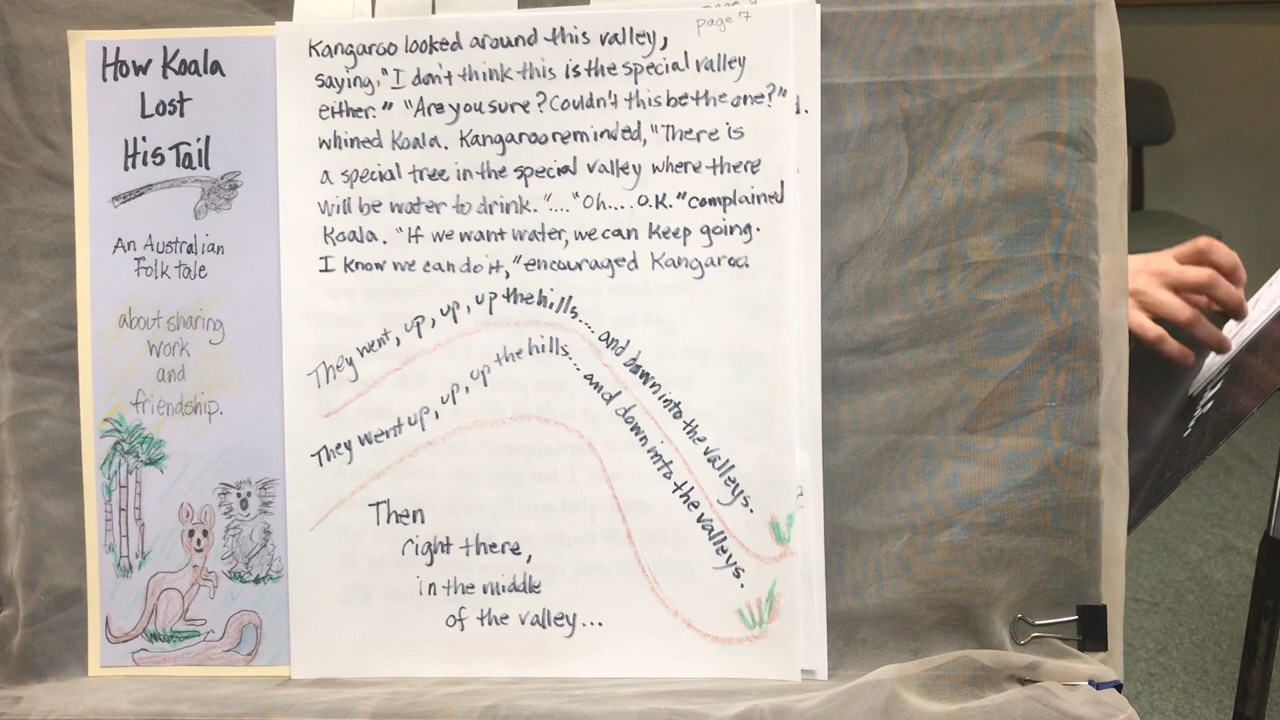 How Koala
Lost
His Tail
An Australian
Folk tale
about sharing
work
and
friendship.
page 7
Kangaroo looked around this valley,
saying, "I don't think this is the special valley
either." "Are you sure? Couldn't this be the one?"
whined Koala. Kangaroo reminded, "There is
a special tree in the special valley where there
will be water to drink."...."Oh.... O.K." complained
Koala. "If we want water, we can keep going.
I know we can do it," encouraged Kangaroo.
They went, up, up, up the hills.... and down into the valleys.
They went up, up, up the hills... and down into the valleys.
Then
right there,
in the middle
of the valley...